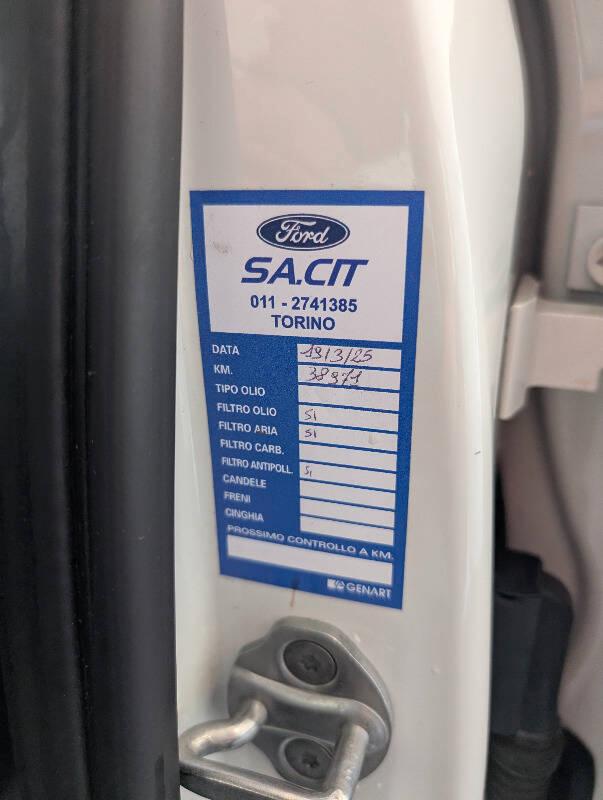 Ford
SA.CIT
011 - 2741385
TORINO
DATA 19/3/25
KM. 38971
TIPO OLIO
FILTRO OLIO SI
FILTRO ARIA SI
FILTRO CARB.
FILTRO ANTIPOLL. SI
CANDELE
FRENI
CINGHIA
PROSSIMO CONTROLLO A KM.
GENART